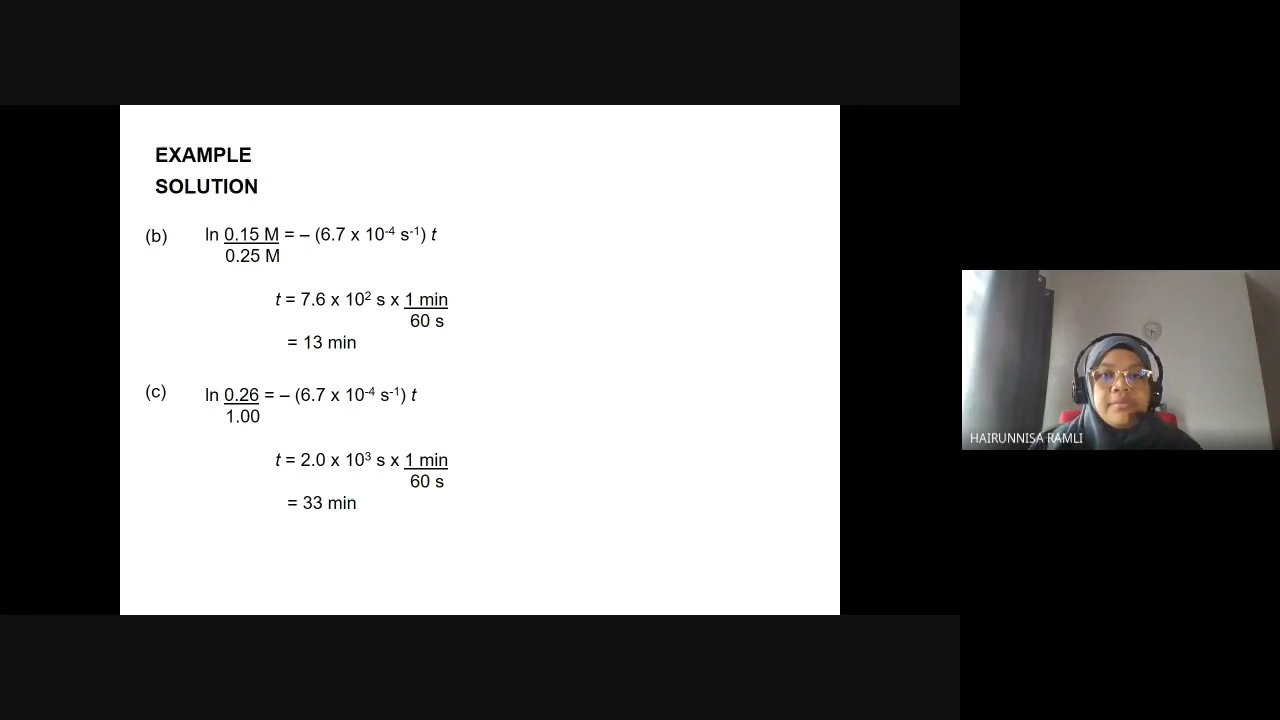 EXAMPLE
SOLUTION
(b) ln 0.15 M = – (6.7 x 10⁻⁴ s⁻¹) t
0.25 M
t = 7.6 x 10² s x 1 min
60 s
= 13 min
(c) ln 0.26 = – (6.7 x 10⁻⁴ s⁻¹) t
1.00
t = 2.0 x 10³ s x 1 min
60 s
= 33 min
HAIRUNNISA RAMLI